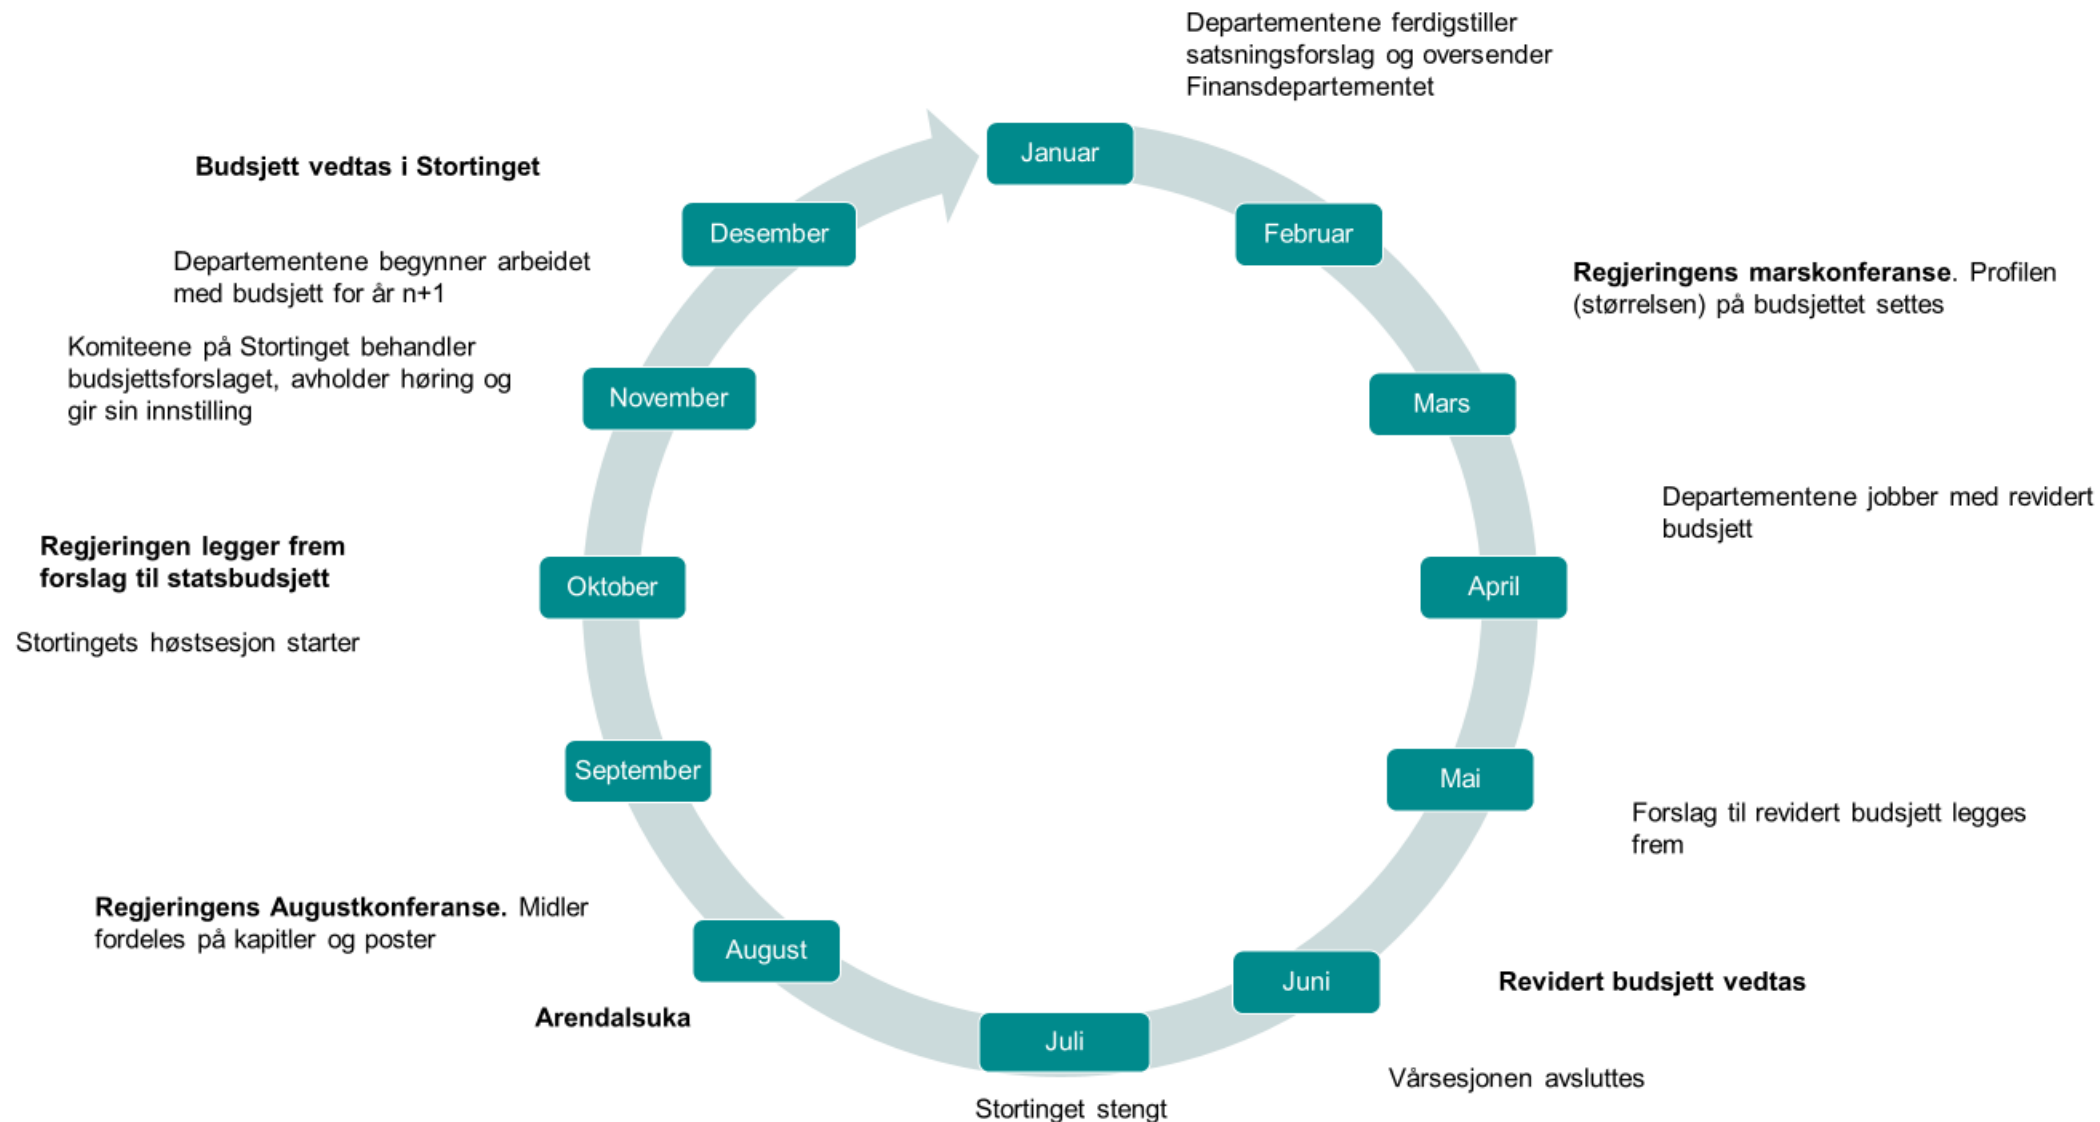 Departementene ferdigstiller
satsningsforslag og oversender
Finansdepartementet
Januar
Februar
Regjeringens marskonferanse. Profilen
(størrelsen) på budsjettet settes
Mars
Departementene jobber med revidert
budsjett
April
Mai
Forslag til revidert budsjett legges
frem
Juni
Revidert budsjett vedtas
Vårsesjonen avsluttes
Juli
Stortinget stengt
August
Arendalsuka
Regjeringens Augustkonferanse. Midler
fordeles på kapitler og poster
September
Oktober
Regjeringen legger frem
forslag til statsbudsjett
Stortingets høstsesjon starter
November
Komiteene på Stortinget behandler
budsjettsforslaget, avholder høring og
gir sin innstilling
Desember
Budsjett vedtas i Stortinget
Departementene begynner arbeidet
med budsjett for år n+1